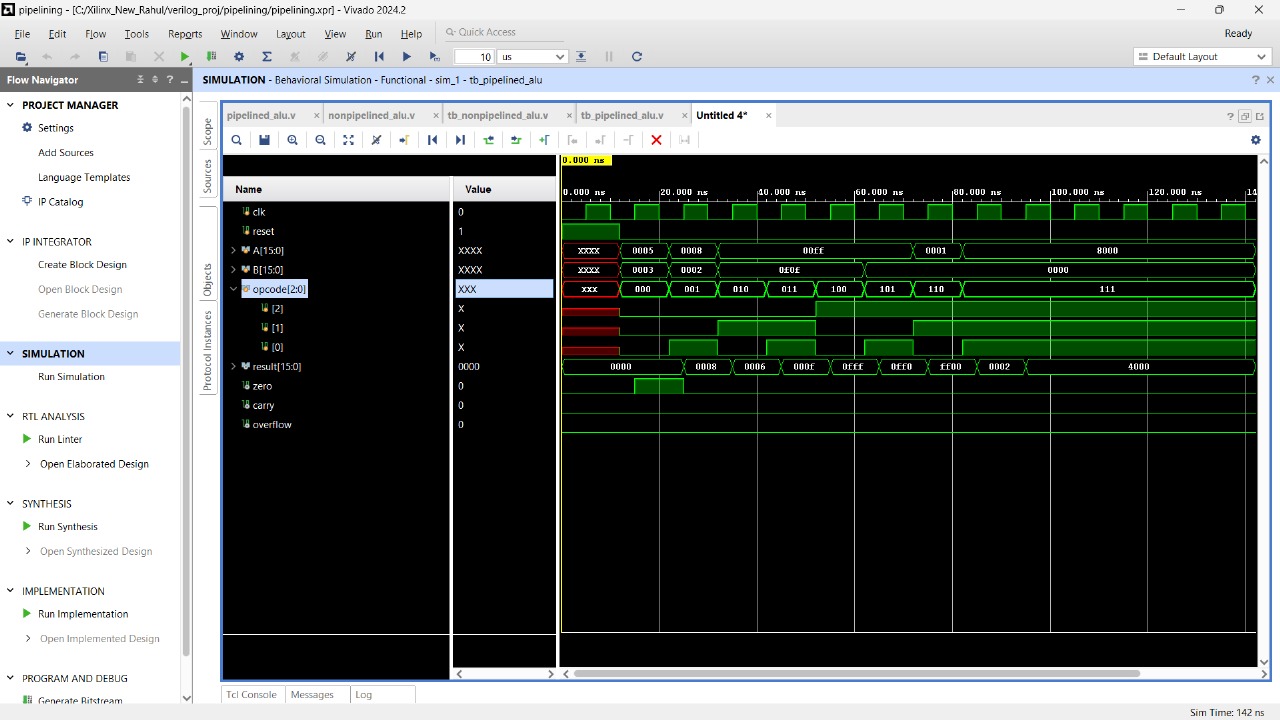 pipelining - [C:/Xilinx_New_Rahul/verilog_proj/pipelining/pipelining.xpr] - Vivado 2024.2
File Edit Flow Tools Reports Window Layout View Run Help Quick Access Ready
10 us Default Layout
Flow Navigator
SIMULATION - Behavioral Simulation - Functional - sim_1 - tb_pipelined_alu
PROJECT MANAGER
Settings
Add Sources
Language Templates
IP Catalog
IP INTEGRATOR
Create Block Design
Open Block Design
Generate Block Design
SIMULATION
Run Simulation
RTL ANALYSIS
Run Linter
Open Elaborated Design
SYNTHESIS
Run Synthesis
Open Synthesized Design
IMPLEMENTATION
Run Implementation
Open Implemented Design
PROGRAM AND DEBUG
Generate Bitstream
Scope
Sources
Objects
Protocol Instances
pipelined_alu.v nonpipelined_alu.v tb_nonpipelined_alu.v tb_pipelined_alu.v Untitled 4*
0.000 ns
Name Value
0.000 ns 20.000 ns 40.000 ns 60.000 ns 80.000 ns 100.000 ns 120.000 ns 14
clk 0
reset 1
A[15:0] XXXX XXXX 0005 0008 00ff 0001 8000
B[15:0] XXXX XXXX 0003 0002 0f0f 0000
opcode[2:0] XXX XXX 000 001 010 011 100 101 110 111
[2] X
[1] X
[0] X
result[15:0] 0000 0000 0008 0006 000f 0fff 0ff0 ff00 0002 4000
zero 0
carry 0
overflow 0
Tcl Console Messages Log
Sim Time: 142 ns